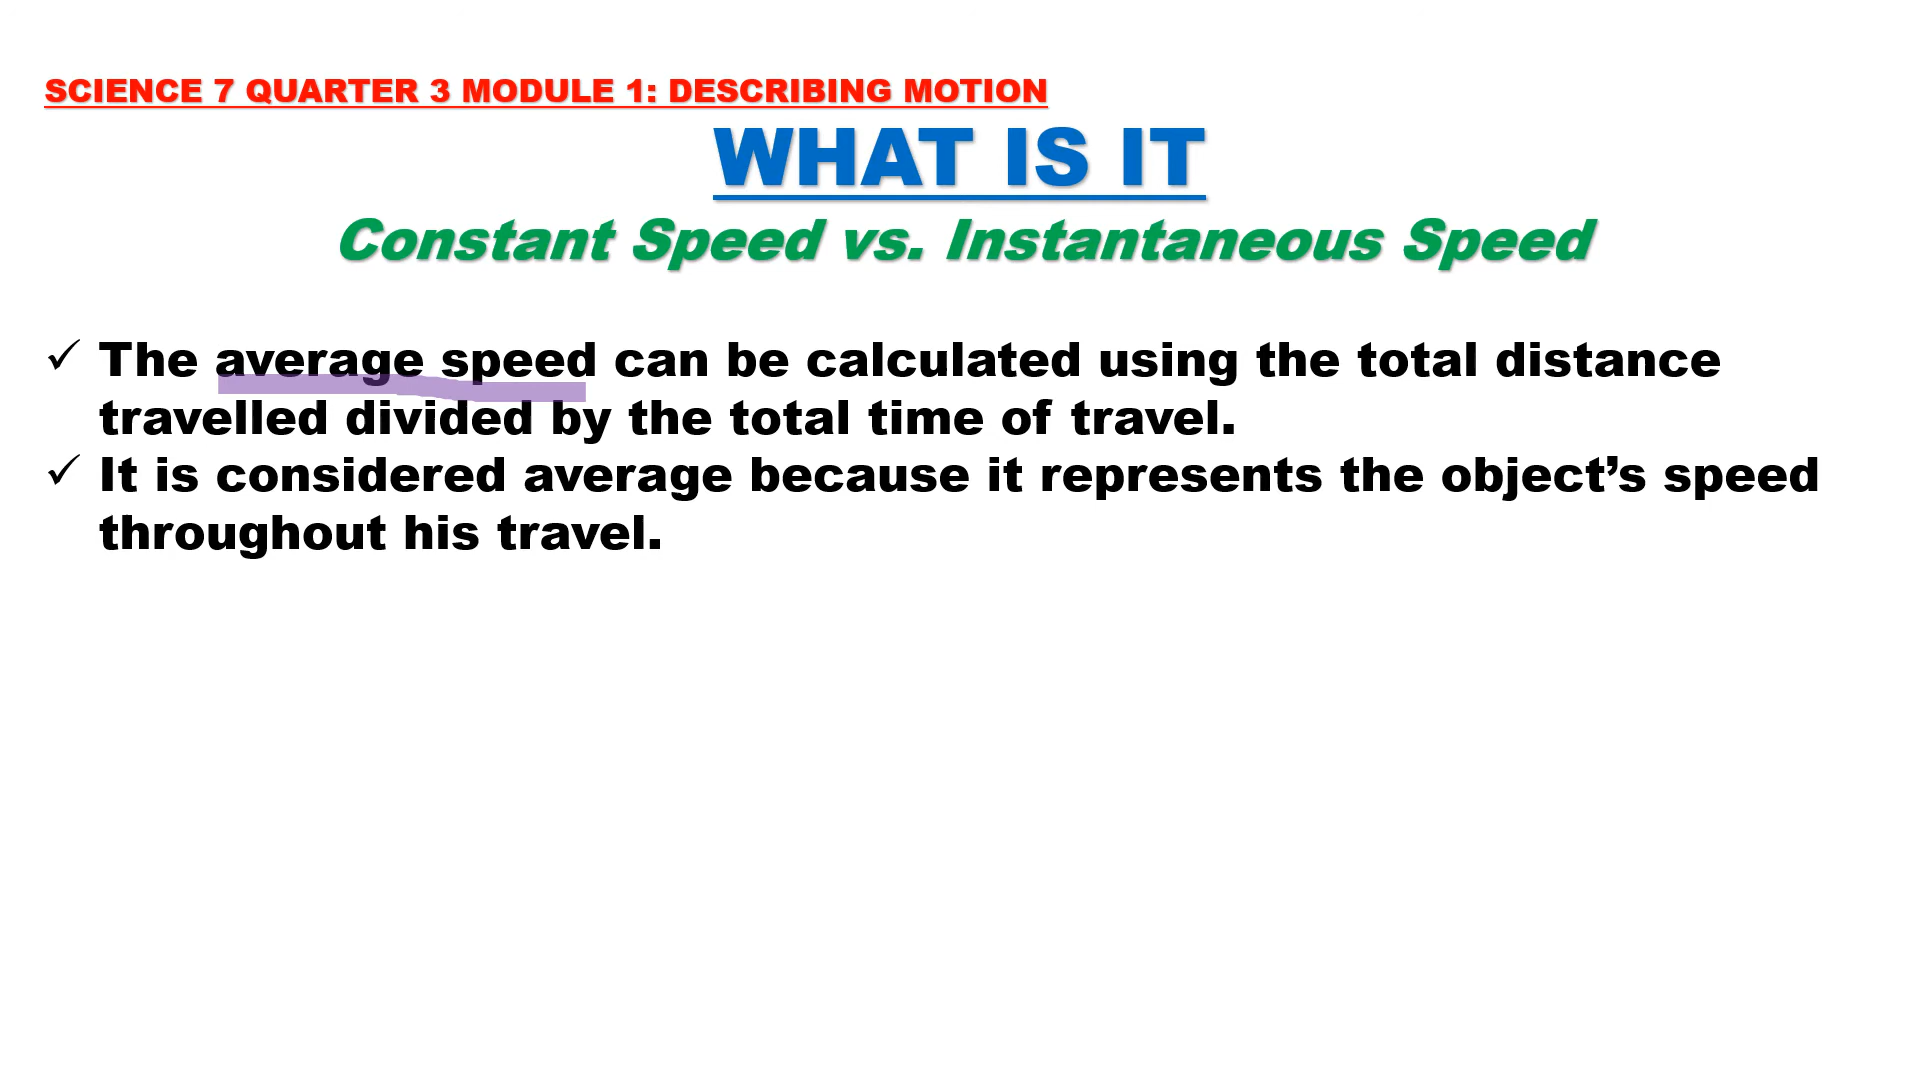 SCIENCE 7 QUARTER 3 MODULE 1: DESCRIBING MOTION
WHAT IS IT
Constant Speed vs. Instantaneous Speed
✓ The average speed can be calculated using the total distance
travelled divided by the total time of travel.
✓ It is considered average because it represents the object’s speed
throughout his travel.